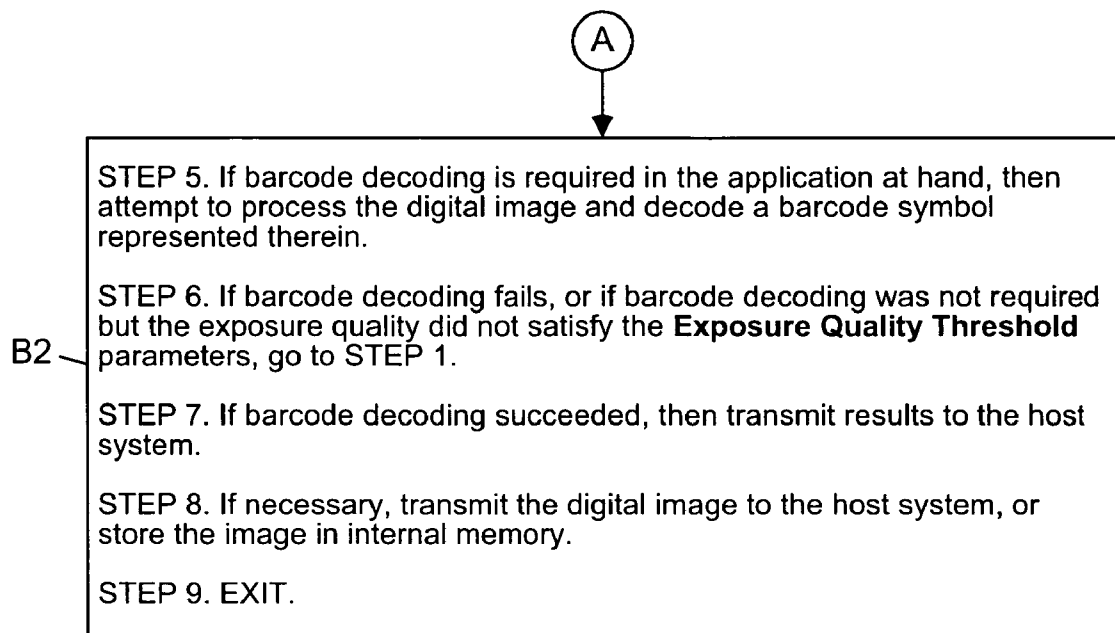 A
STEP 5. If barcode decoding is required in the application at hand, then
attempt to process the digital image and decode a barcode symbol
represented therein.
STEP 6. If barcode decoding fails, or if barcode decoding was not required
but the exposure quality did not satisfy the Exposure Quality Threshold
parameters, go to STEP 1.
B2
STEP 7. If barcode decoding succeeded, then transmit results to the host
system.
STEP 8. If necessary, transmit the digital image to the host system, or
store the image in internal memory.
STEP 9. EXIT.